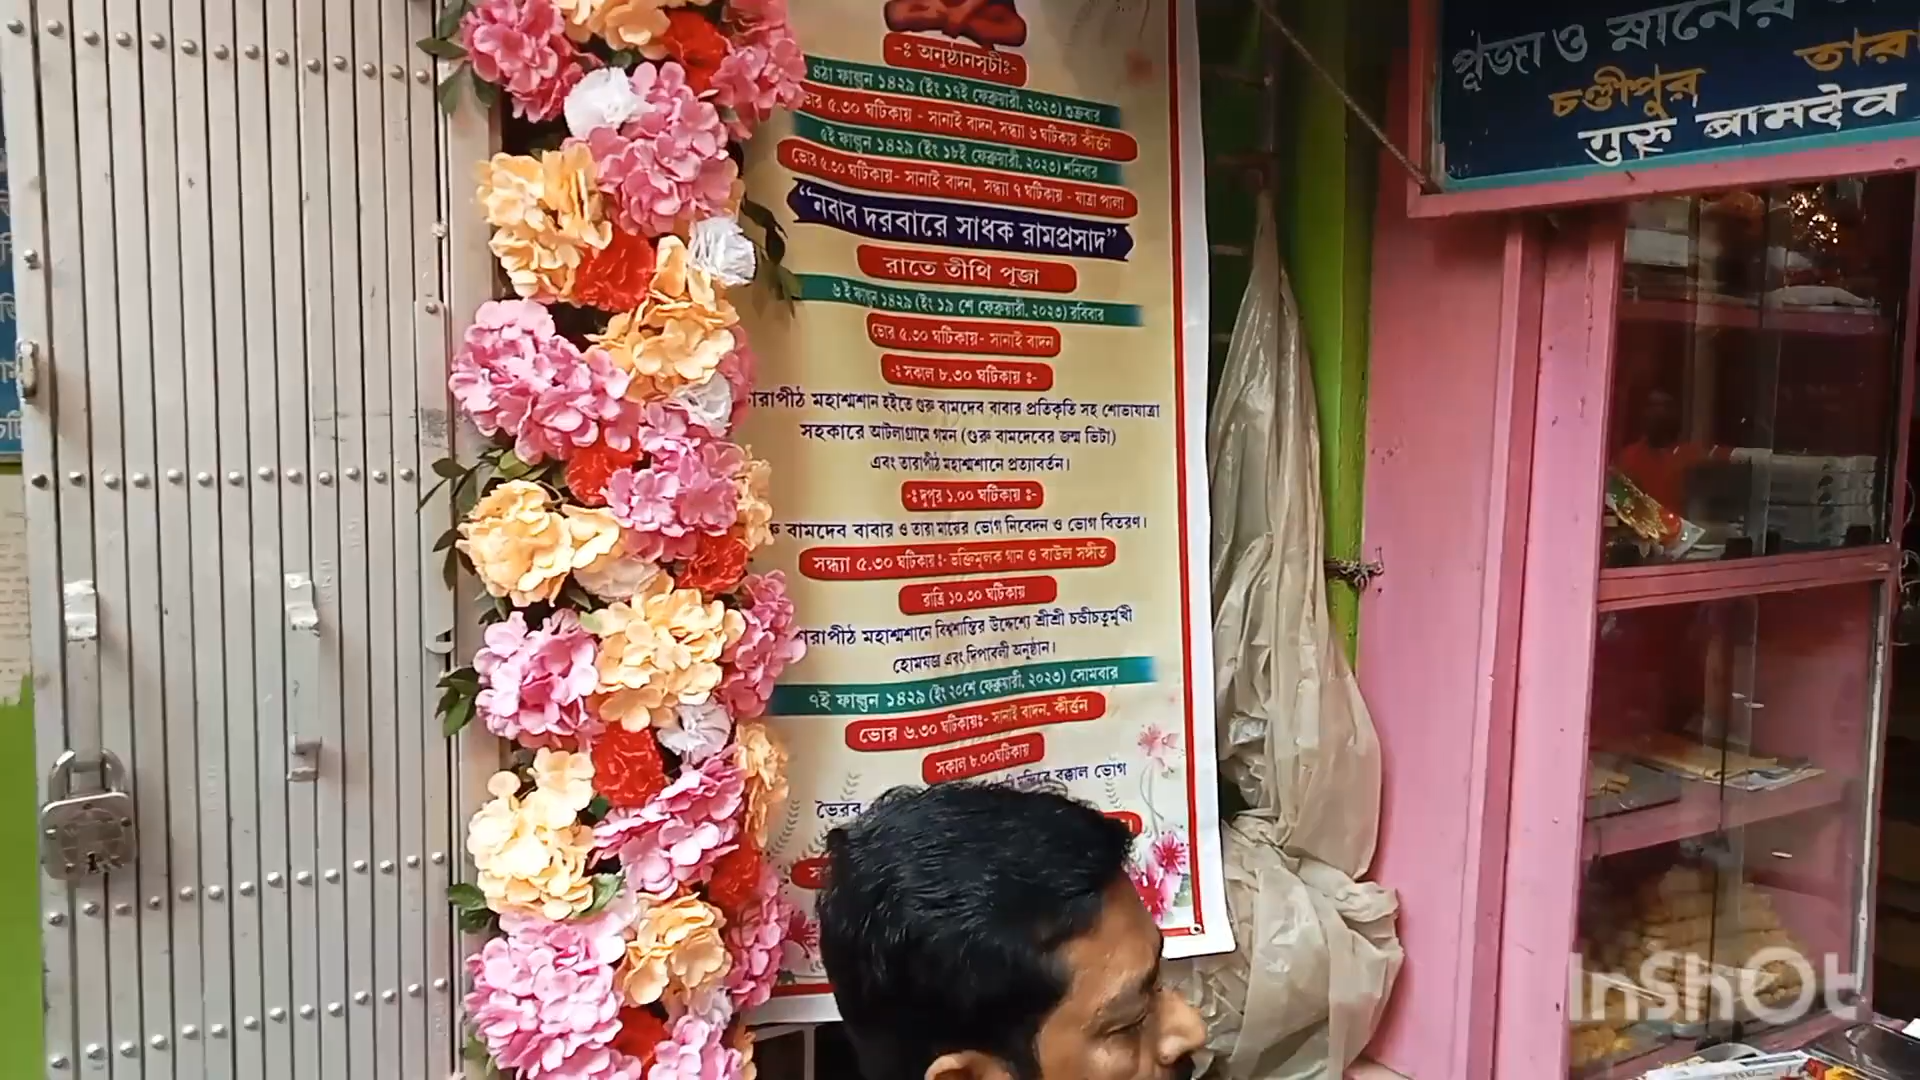 -ঃ অনুষ্ঠানসূচীঃ-
৪ঠা ফাল্গুন ১৪২৯ (ইং ১৭ই ফেব্রুয়ারী, ২০২৩) শুক্রবার
৫.৩০ ঘটিকায় - সানাই বাদন, সন্ধ্যা ৬ ঘটিকায় কীর্ত্তন
৫ই ফাল্গুন ১৪২৯ (ইং ১৮ই ফেব্রুয়ারী, ২০২৩) শনিবার
ভোর ৫.৩০ ঘটিকায়- সানাই বাদন, সন্ধ্যা ৭ ঘটিকায় - যাত্রা পালা
“নবাব দরবারে সাধক রামপ্রসাদ”
রাতে তীথি পূজা
৬ ই ফাল্গুন ১৪২৯ (ইং ১৯ শে ফেব্রুয়ারী, ২০২৩) রবিবার
ভোর ৫.৩০ ঘটিকায়- সানাই বাদন
-ঃ সকাল ৮.৩০ ঘটিকায় ঃ-
মহাশ্মশান হইতে গুরু বামদেব বাবার প্রতিকৃতি সহ শোভাযাত্রা
সহকারে আটলাগ্রামে গমন (গুরু বামদেবের জন্ম ভিটা)
এবং তারাপীঠ মহাশ্মশানে প্রত্যাবর্তন।
-ঃ দুপুর ১.০০ ঘটিকায় ঃ-
বামদেব বাবার ও তারা মায়ের ভোগ নিবেদন ও ভোগ বিতরণ।
সন্ধ্যা ৫.৩০ ঘটিকায় ঃ- ভক্তিমূলক গান ও বাউল সঙ্গীত
রাত্রি ১০.৩০ ঘটিকায়
মহাশ্মশানে বিশ্বশান্তির উদ্দেশ্যে শ্রীশ্রী চন্ডীচতুর্মূখী
হোমযজ্ঞ এবং দিপাবলী অনুষ্ঠান।
৭ই ফাল্গুন ১৪২৯ (ইং ২০শে ফেব্রুয়ারী, ২০২৩) সোমবার
ভোর ৬.৩০ ঘটিকায়ঃ- সানাই বাদন, কীর্ত্তন
সকাল ৮.০০ঘটিকায়
ভৈরব
ভোগ
পূজা ও স্নানের
চণ্ডীপুর
গুরু বামদেব
InShOt